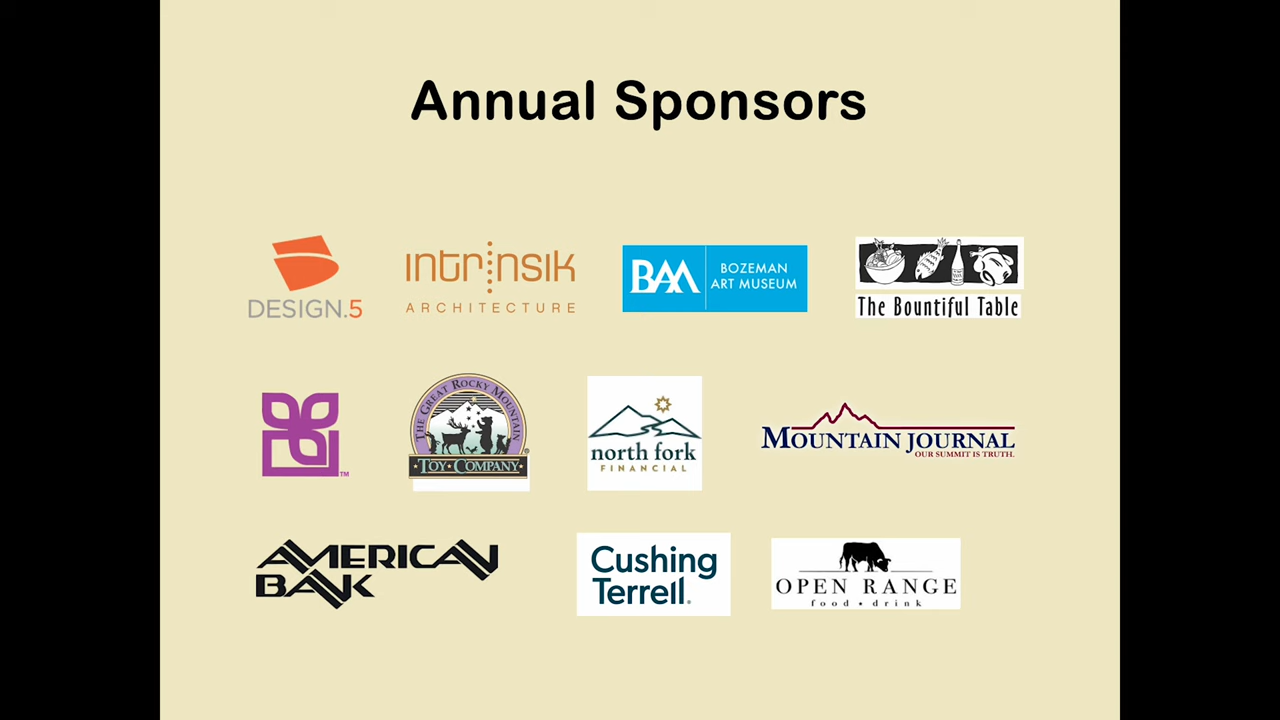 Annual Sponsors
DESIGN.5
intrinsik
ARCHITECTURE
BAM
BOZEMAN
ART MUSEUM
The Bountiful Table
TM
THE GREAT ROCKY MOUNTAIN
TOY COMPANY
®
north fork
FINANCIAL
MOUNTAIN JOURNAL
OUR SUMMIT IS TRUTH.
AMERICAN
BANK
Cushing
Terrell®
OPEN RANGE
food • drink